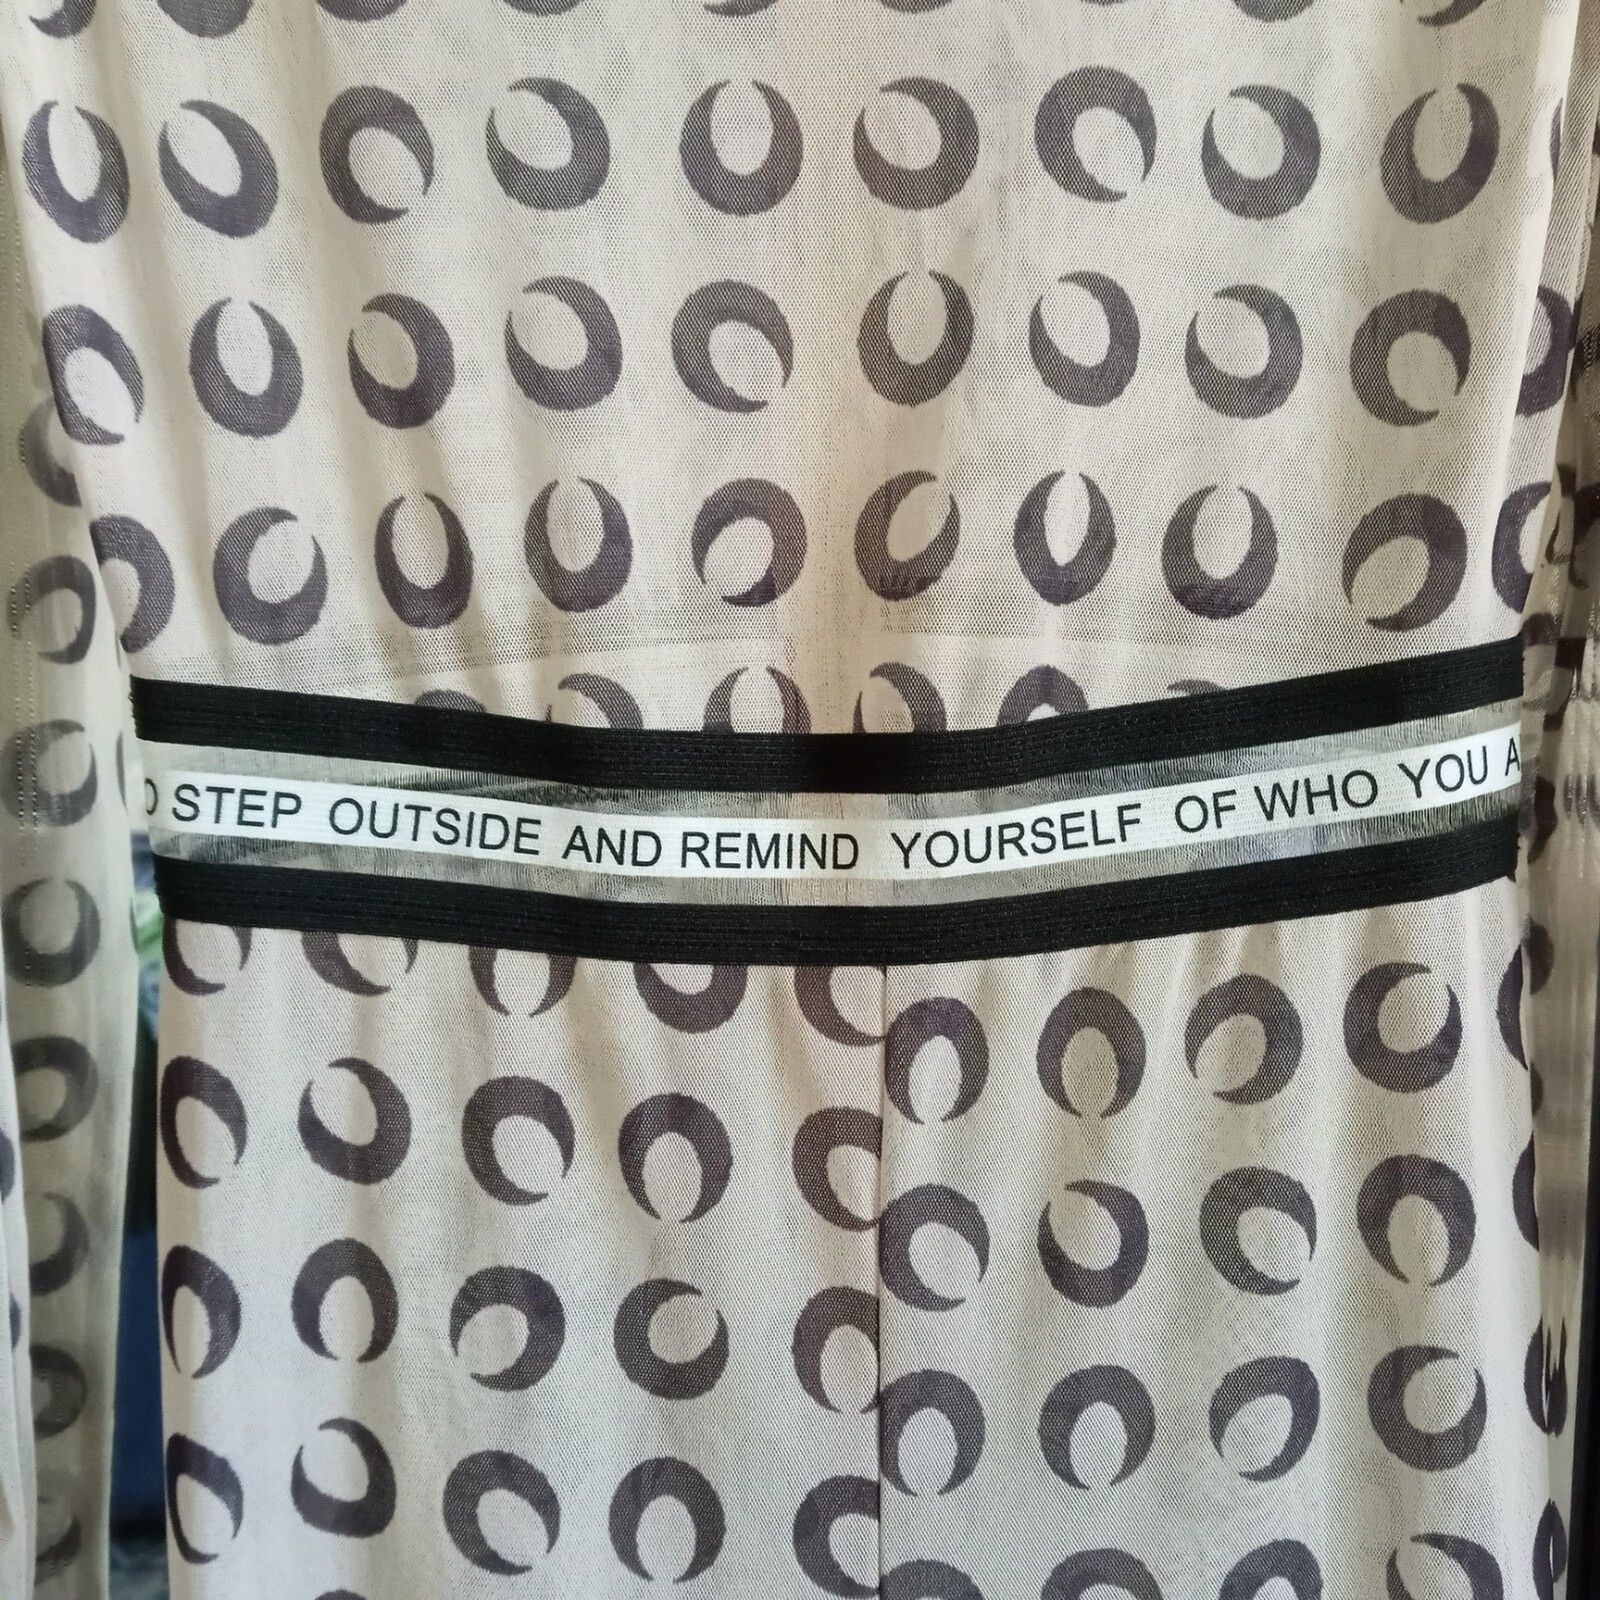 STEP OUTSIDE AND REMIND YOURSELF OF WHO YOU A